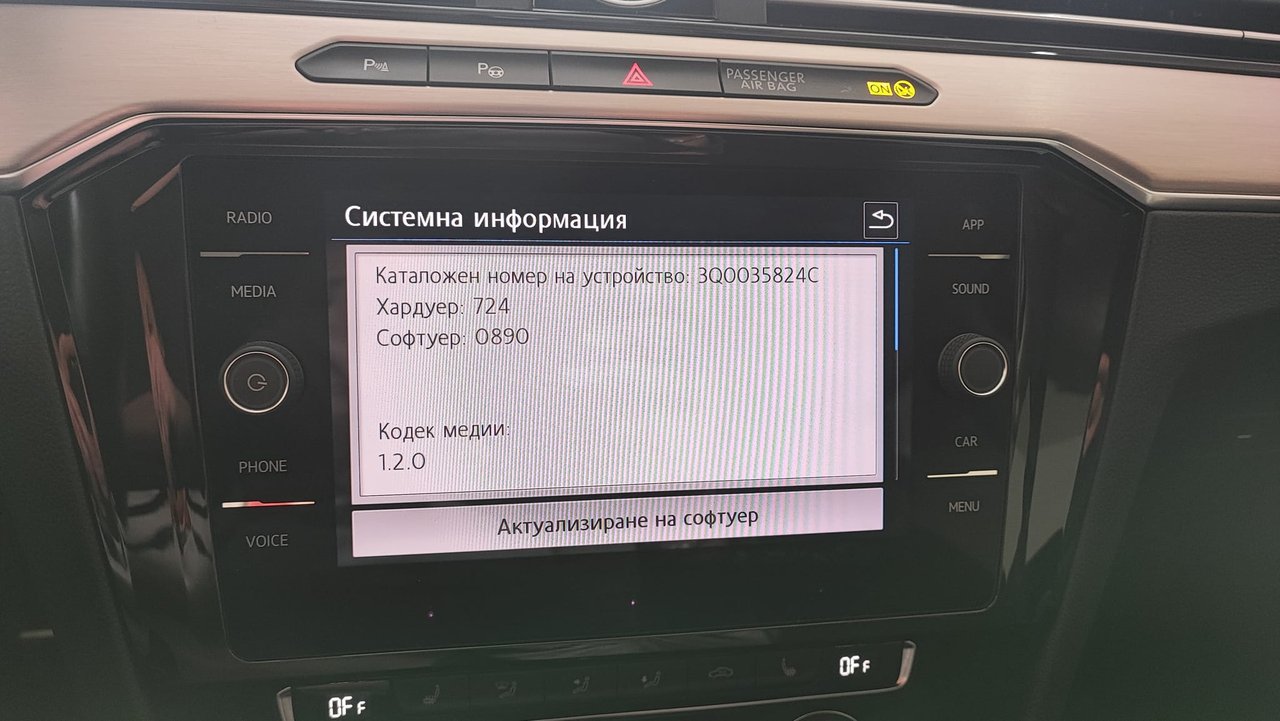 P
P
PASSENGER
AIR BAG
ON
RADIO
MEDIA
PHONE
VOICE
Системна информация
Каталожен номер на устройство: 3Q0035824C
Хардуер: 724
Софтуер: 0890
Кодек медии:
1.2.0
Актуализиране на софтуер
APP
SOUND
CAR
MENU
OFF
OFF